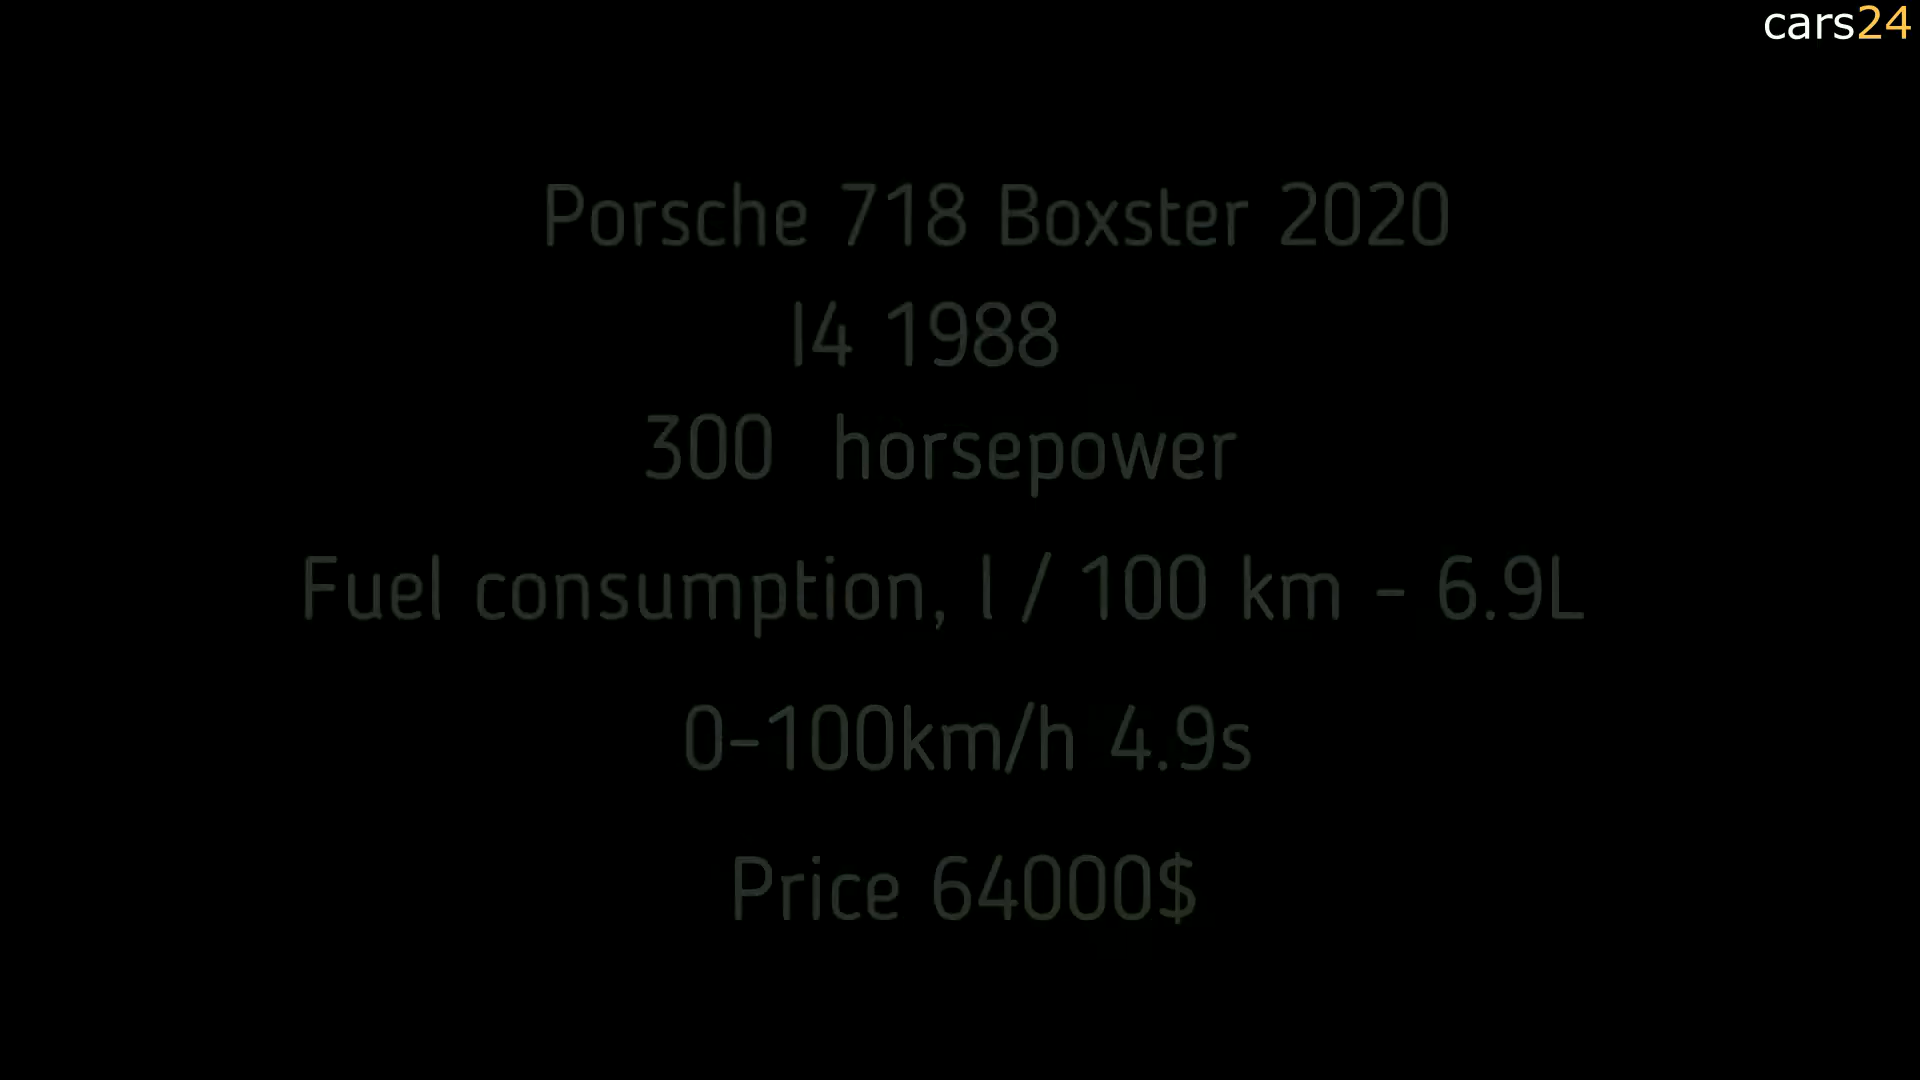 cars24
Porsche 718 Boxster 2020
I4 1988
300 horsepower
Fuel consumption, l / 100 km - 6.9L
0-100km/h 4.9s
Price 64000$